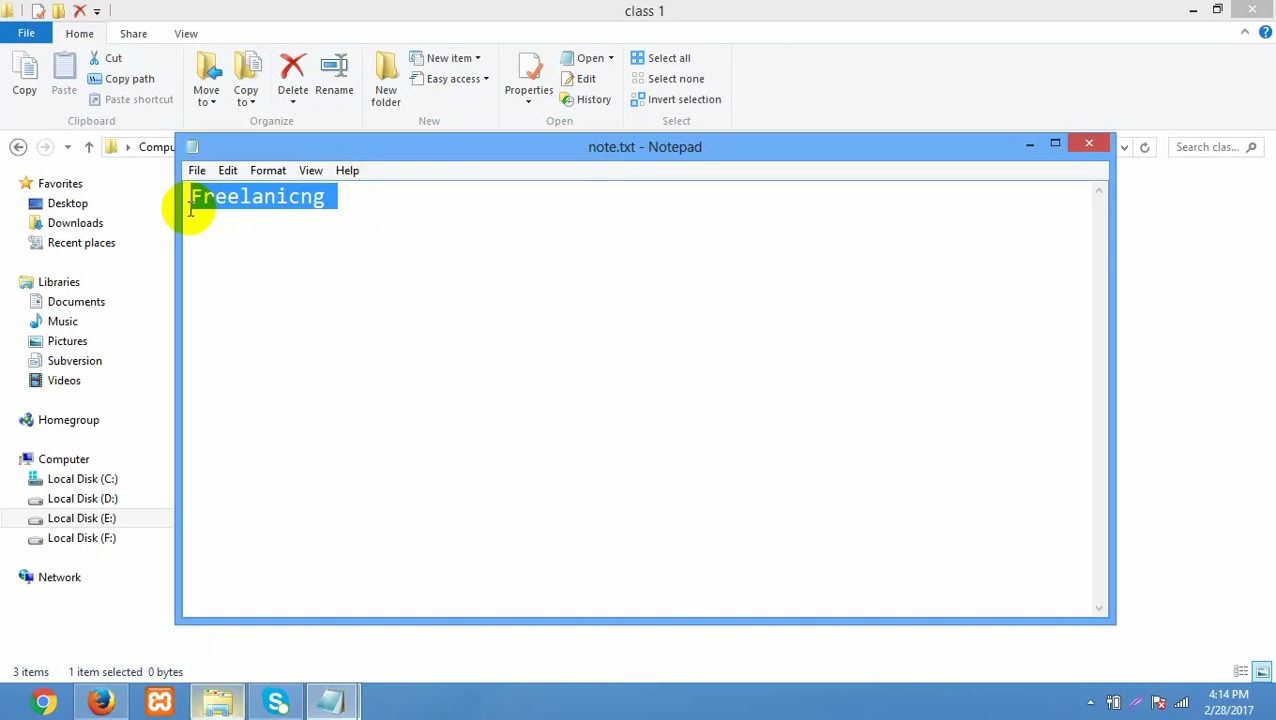 class 1
File
Home
Share
View
Copy
Paste
Cut
Copy path
Paste shortcut
Clipboard
Move to
Copy to
Delete
Rename
Organize
New folder
New item
Easy access
New
Properties
Open
Edit
History
Open
Select all
Select none
Invert selection
Select
Compu
Search clas...
note.txt - Notepad
File Edit Format View Help
Freelanicng
Favorites
Desktop
Downloads
Recent places
Libraries
Documents
Music
Pictures
Subversion
Videos
Homegroup
Computer
Local Disk (C:)
Local Disk (D:)
Local Disk (E:)
Local Disk (F:)
Network
3 items 1 item selected 0 bytes
4:14 PM
2/28/2017